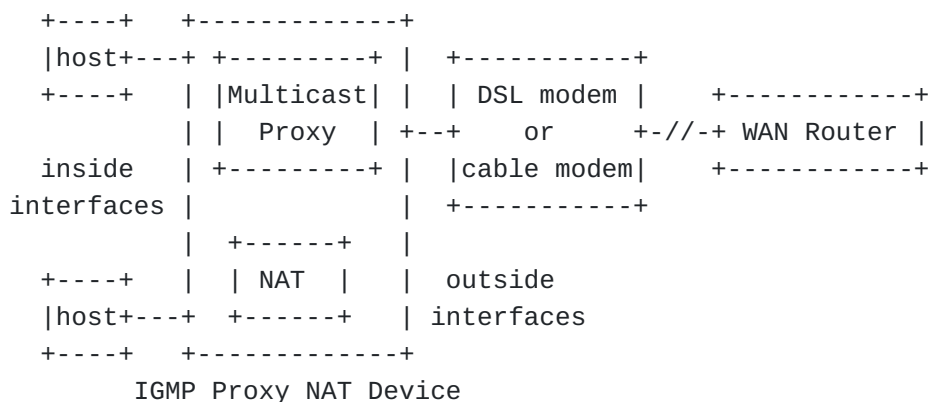 +----+   +-------------+
|host+---+ +---------+ |   +-----------+
+----+   | |Multicast| |   | DSL modem |     +------------+
         | |  Proxy  | +---+    or     +-//-+ WAN Router |
inside   | +---------+ |   |cable modem|     +------------+
interfaces |             |   +-----------+
         |  +------+   |
+----+   |  | NAT  |   |  outside
|host+---+  +------+   | interfaces
+----+   +-------------+
IGMP Proxy NAT Device